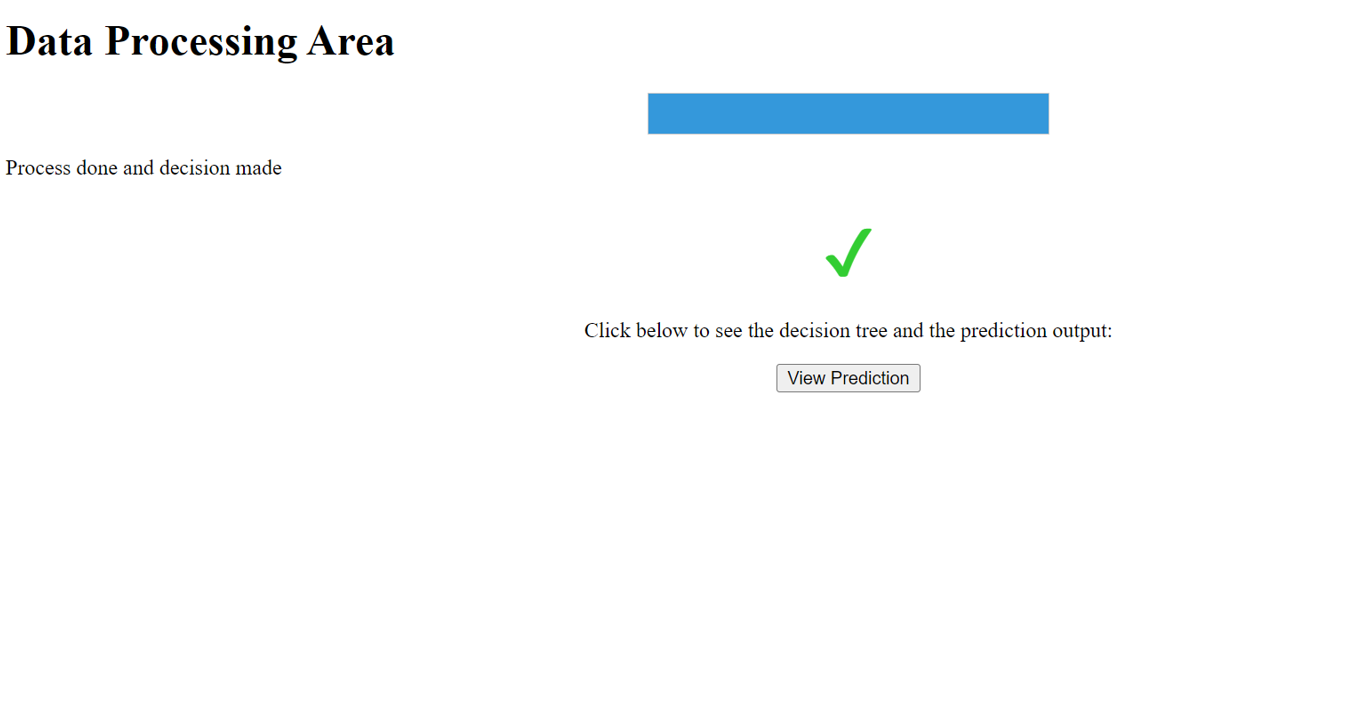 Data Processing Area
Process done and decision made
Click below to see the decision tree and the prediction output:
View Prediction